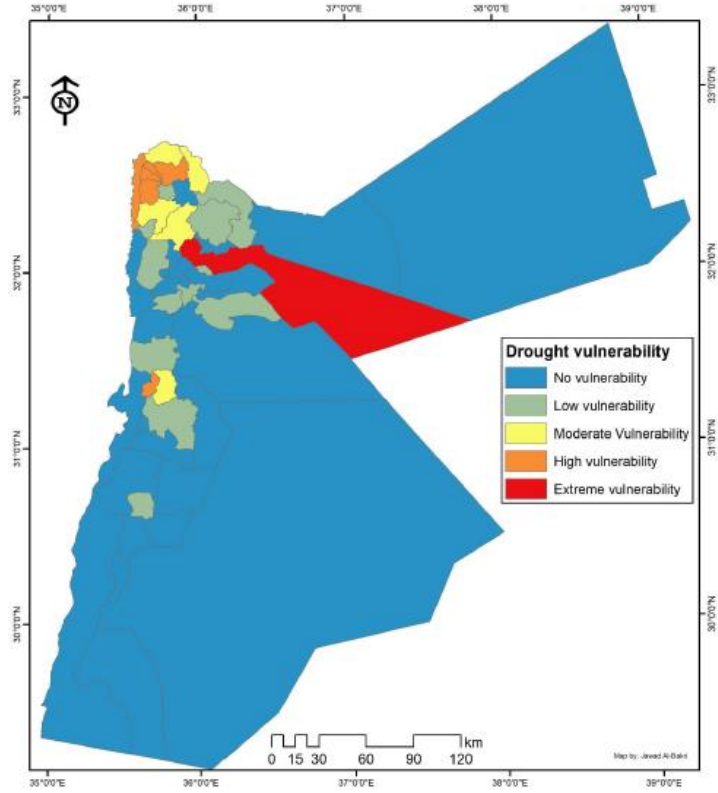 35°0'0"E 36°0'0"E 37°0'0"E 38°0'0"E 39°0'0"E
N
33°0'0"N 33°0'0"N
32°0'0"N 32°0'0"N
Drought vulnerability
No vulnerability
Low vulnerability
Moderate Vulnerability
High vulnerability
Extreme vulnerability
31°0'0"N 31°0'0"N
30°0'0"N 30°0'0"N
km
0 15 30 60 90 120
Map by: Jawad Al-Bakri
35°0'0"E 36°0'0"E 37°0'0"E 38°0'0"E 39°0'0"E